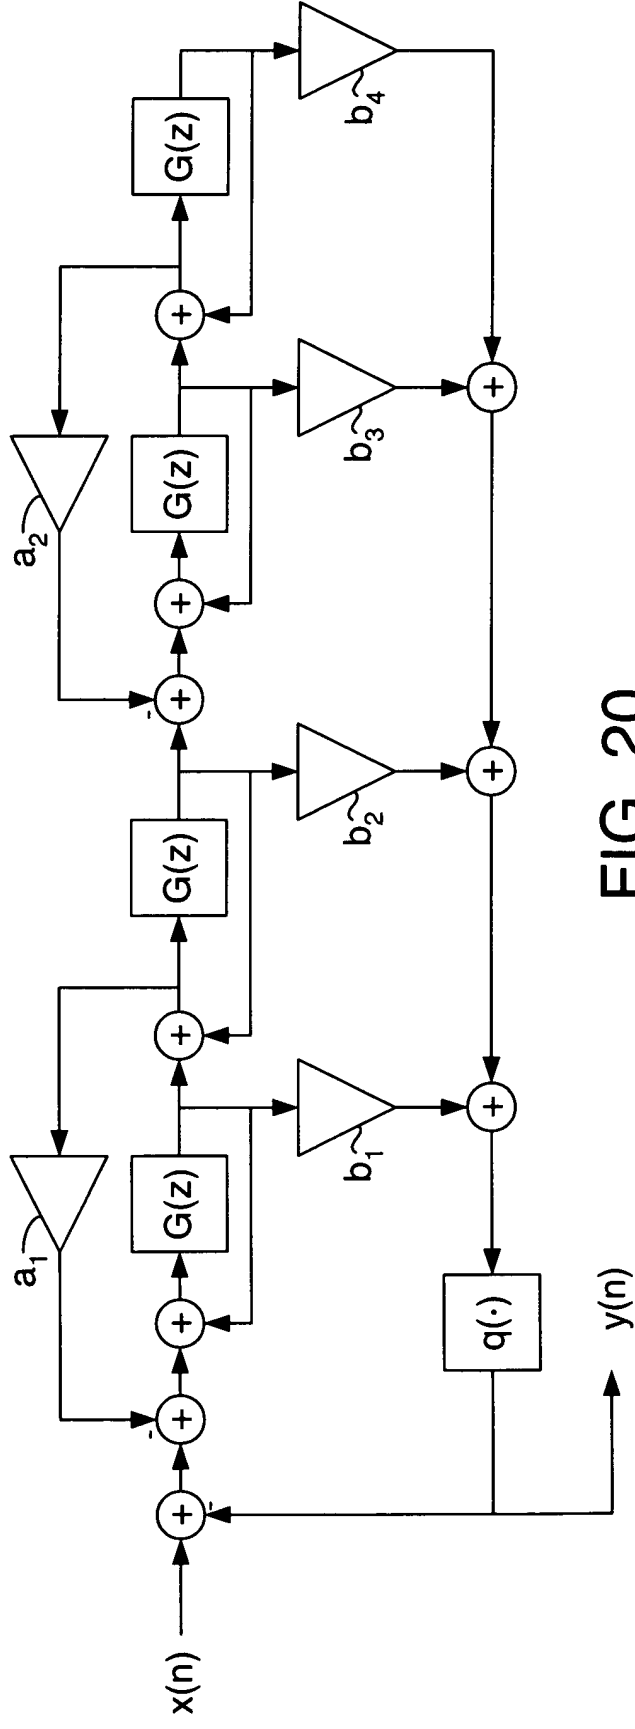 a₁
a₂
x(n)
+
-
+
-
+
G(z)
+
G(z)
+
-
+
G(z)
+
G(z)
b₁
b₂
b₃
b₄
q(·)
+
+
+
y(n)
FIG. 20